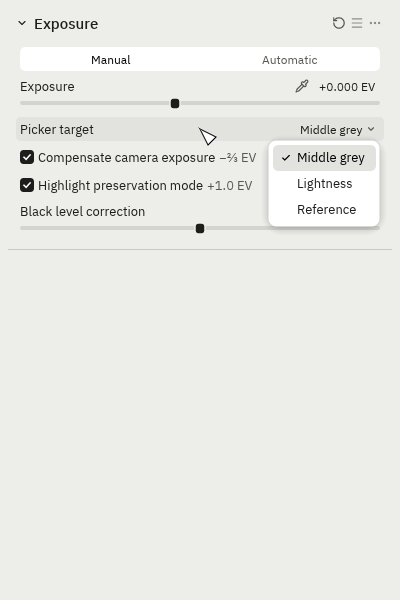 Exposure
Manual Automatic
Exposure +0.000 EV
Picker target Middle grey
Compensate camera exposure −⅔ EV
Middle grey
Highlight preservation mode +1.0 EV
Lightness
Black level correction
Reference